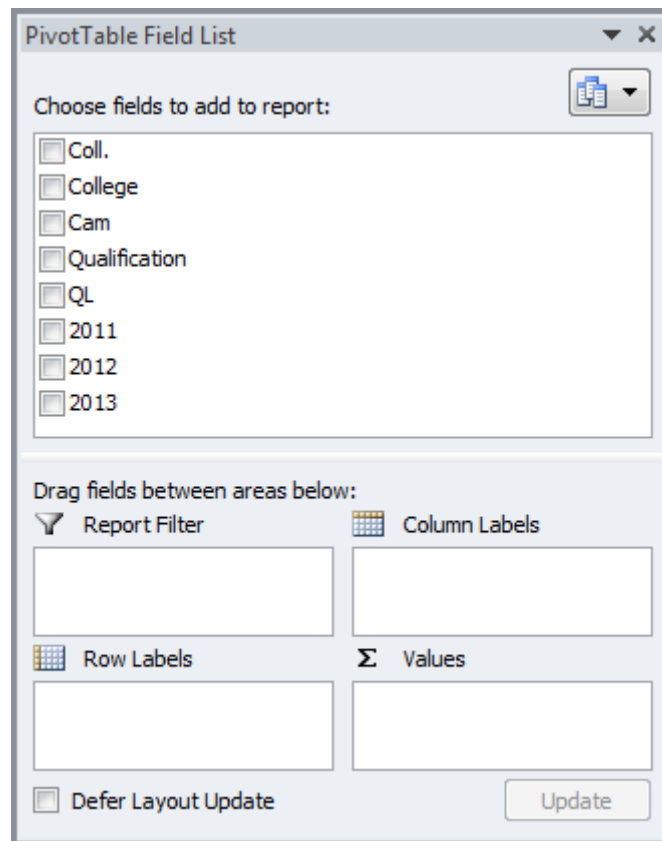 PivotTable Field List
Choose fields to add to report:
Coll.
College
Cam
Qualification
QL
2011
2012
2013
Drag fields between areas below:
Report Filter
Column Labels
Row Labels
Σ Values
Defer Layout Update
Update